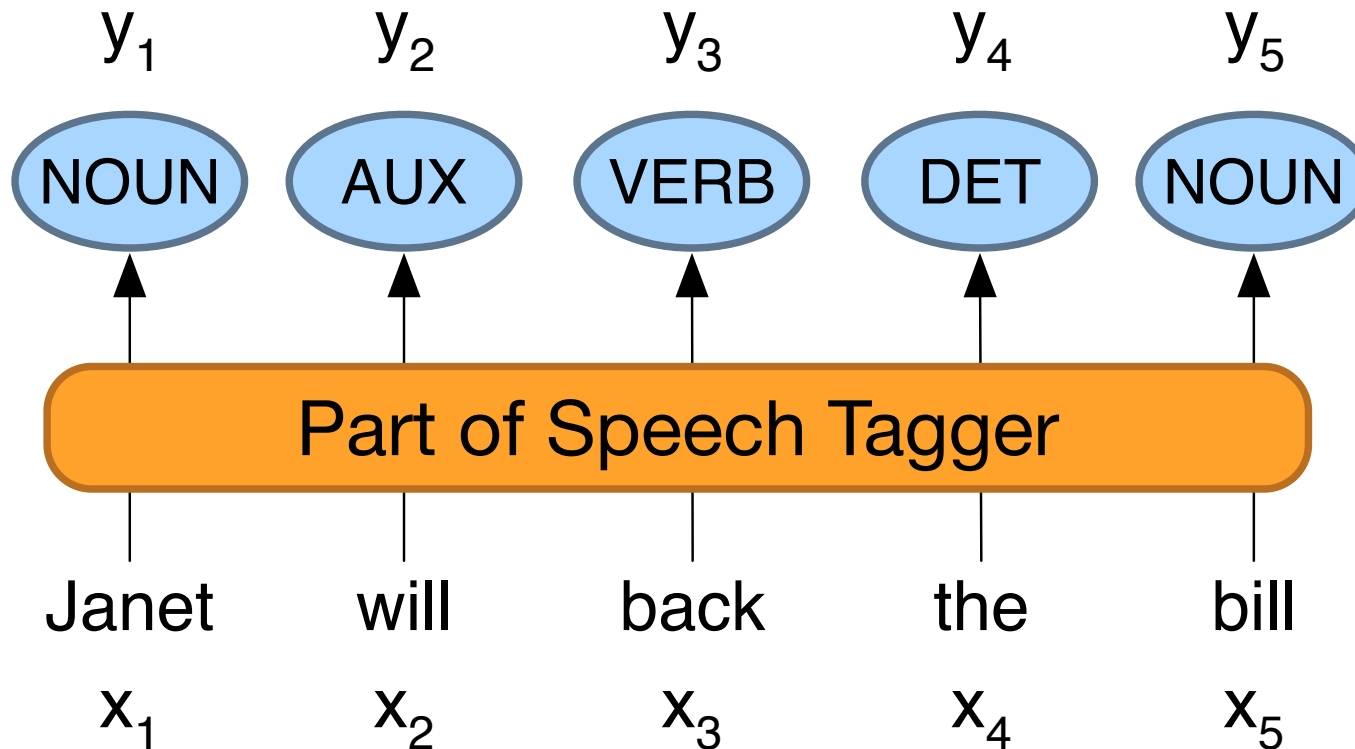 y₁ y₂ y₃ y₄ y₅
NOUN AUX VERB DET NOUN
Part of Speech Tagger
Janet will back the bill
x₁ x₂ x₃ x₄ x₅